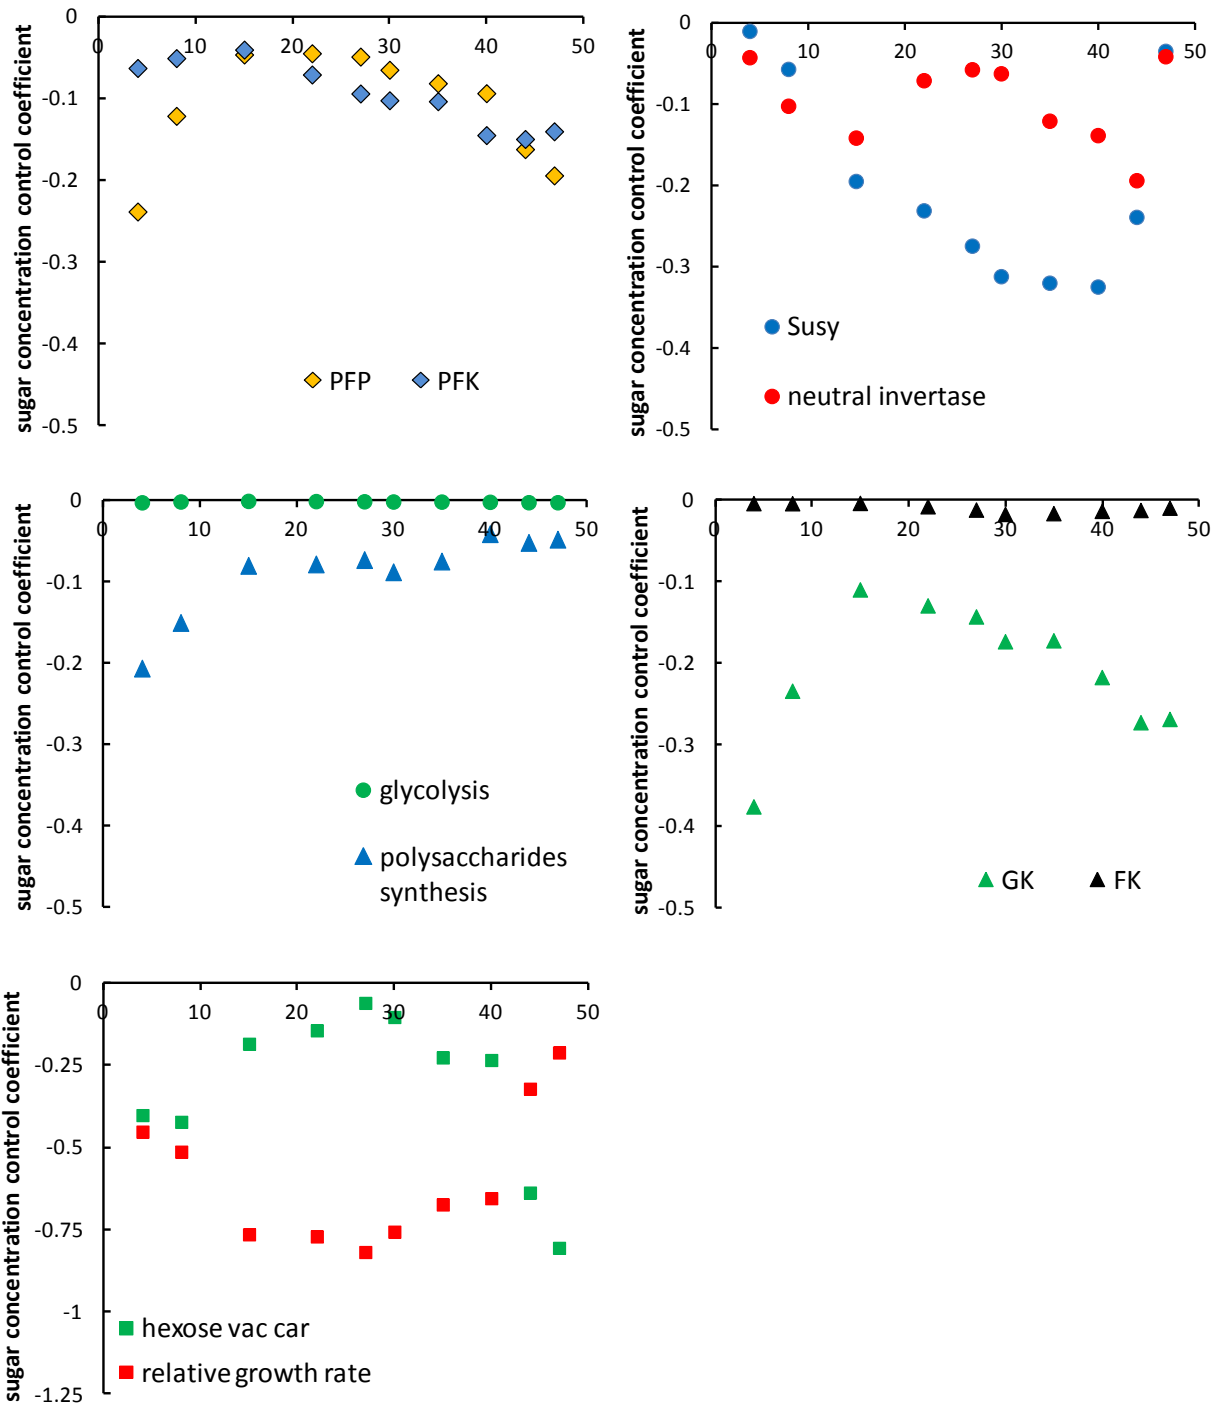 0
0 10 20 30 40 50
-0.1
-0.2
-0.3
-0.4
-0.5
sugar concentration control coefficient
PFP PFK
0
0 10 20 30 40 50
-0.1
-0.2
-0.3
-0.4
-0.5
sugar concentration control coefficient
Susy
neutral invertase
0
0 10 20 30 40 50
-0.1
-0.2
-0.3
-0.4
-0.5
sugar concentration control coefficient
glycolysis
polysaccharides
synthesis
0
0 10 20 30 40 50
-0.1
-0.2
-0.3
-0.4
-0.5
sugar concentration control coefficient
GK FK
0
0 10 20 30 40 50
-0.25
-0.5
-0.75
-1
-1.25
sugar concentration control coefficient
hexose vac car
relative growth rate